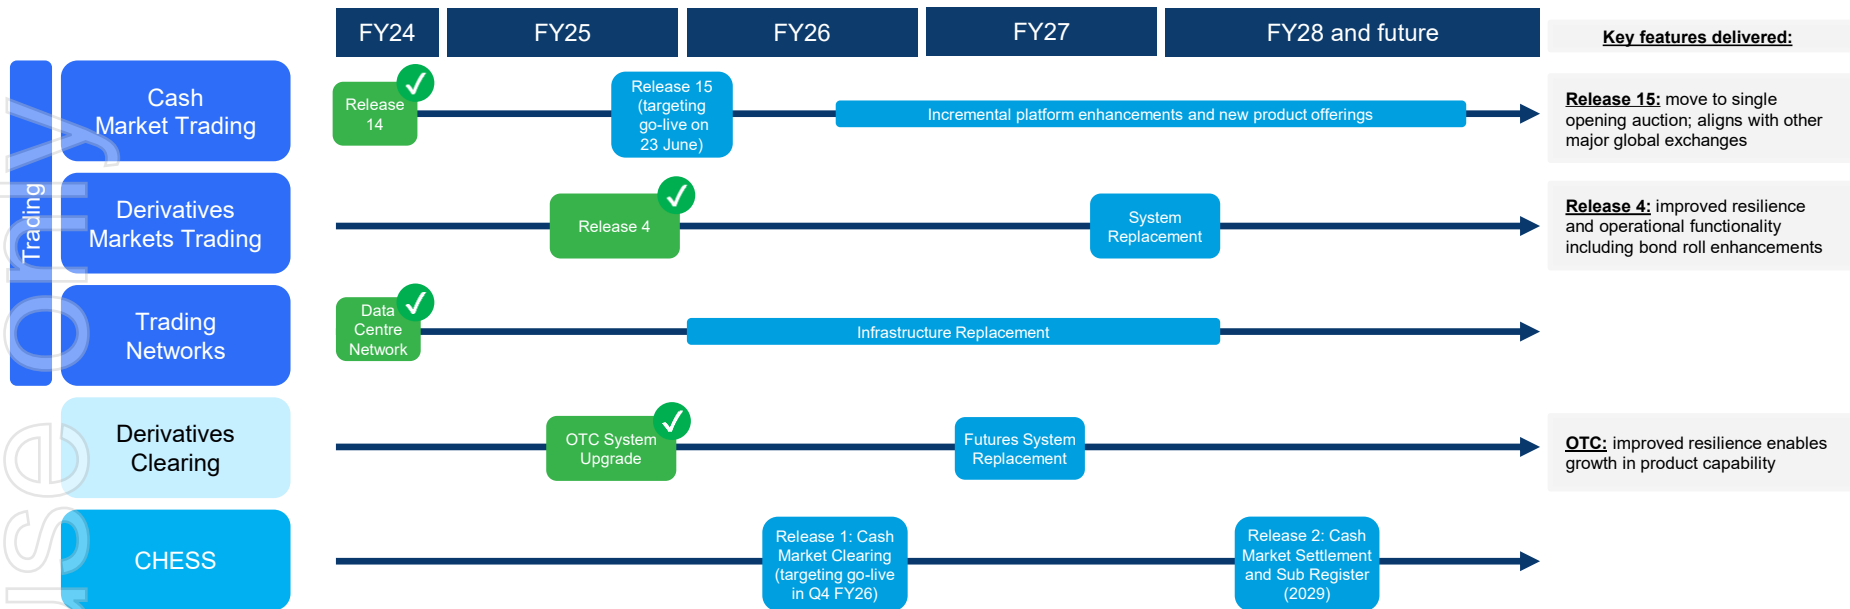 FY24
FY25
FY26
FY27
FY28 and future
Key features delivered:
Trading
Cash
Market Trading
Release
14
Release 15
(targeting
go-live on
23 June)
Incremental platform enhancements and new product offerings
Release 15: move to single
opening auction; aligns with other
major global exchanges
Derivatives
Markets Trading
Release 4
System
Replacement
Release 4: improved resilience
and operational functionality
including bond roll enhancements
Trading
Networks
Data
Centre
Network
Infrastructure Replacement
Derivatives
Clearing
OTC System
Upgrade
Futures System
Replacement
OTC: improved resilience enables
growth in product capability
CHESS
Release 1: Cash
Market Clearing
(targeting go-live
in Q4 FY26)
Release 2: Cash
Market Settlement
and Sub Register
(2029)
use only